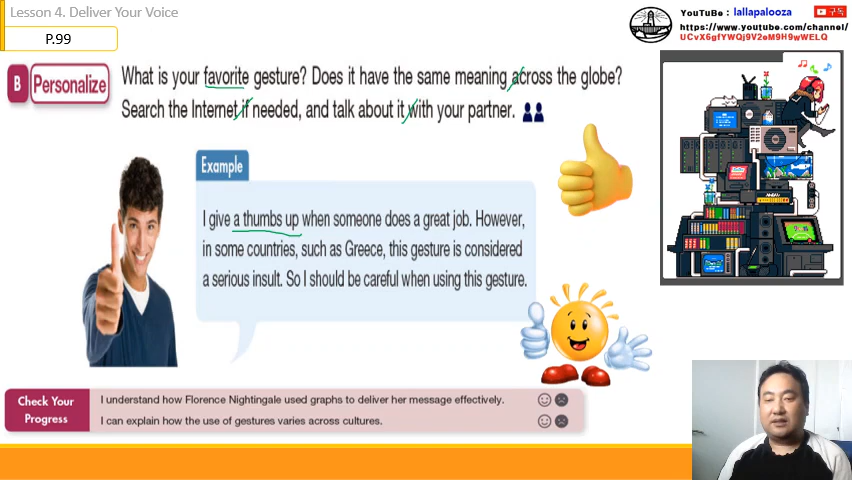 Lesson 4. Deliver Your Voice
P.99
YouTuBe : lallapalooza
구독
https://www.youtube.com/channel/
UCvX6gfYWQj9V2eM9H9wWELQ
B Personalize
What is your favorite gesture? Does it have the same meaning across the globe?
Search the Internet if needed, and talk about it with your partner.
Example
I give a thumbs up when someone does a great job. However,
in some countries, such as Greece, this gesture is considered
a serious insult. So I should be careful when using this gesture.
Check Your
Progress
I understand how Florence Nightingale used graphs to deliver her message effectively.
I can explain how the use of gestures varies across cultures.